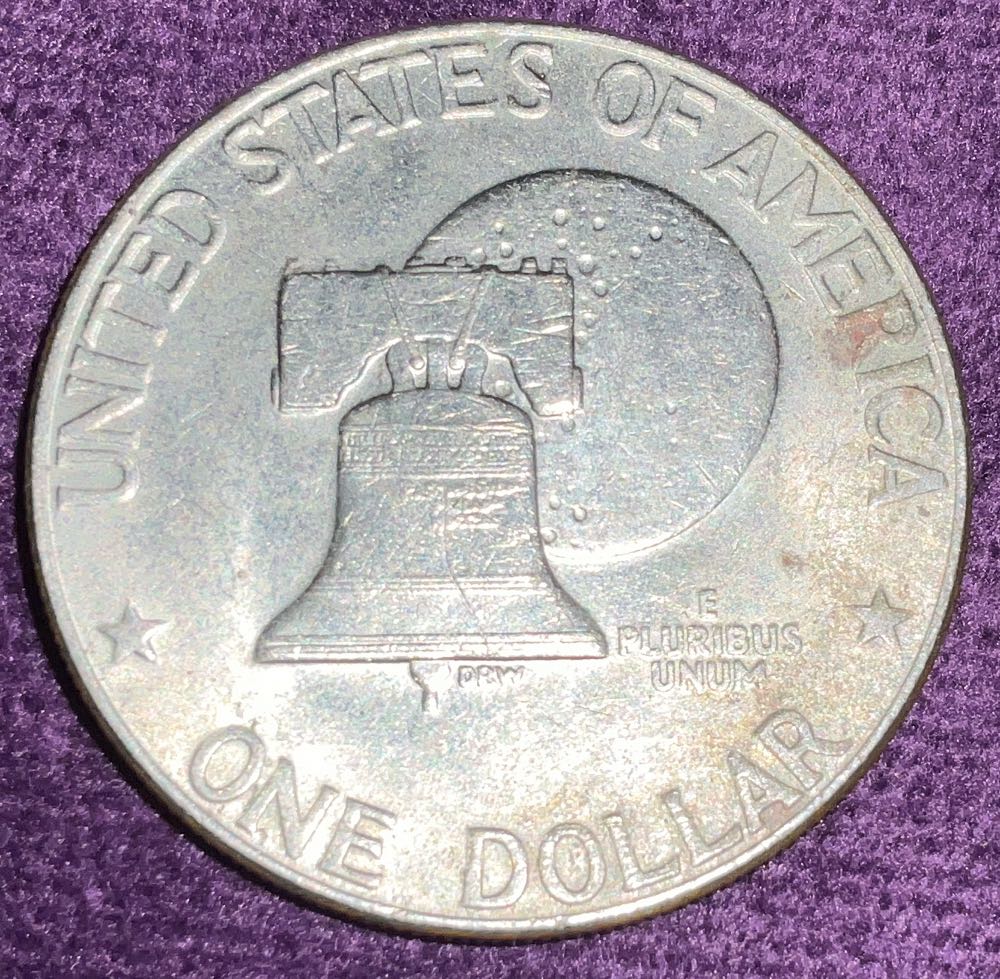 UNITED STATES OF AMERICA
E
PLURIBUS
UNUM
DRW
ONE DOLLAR